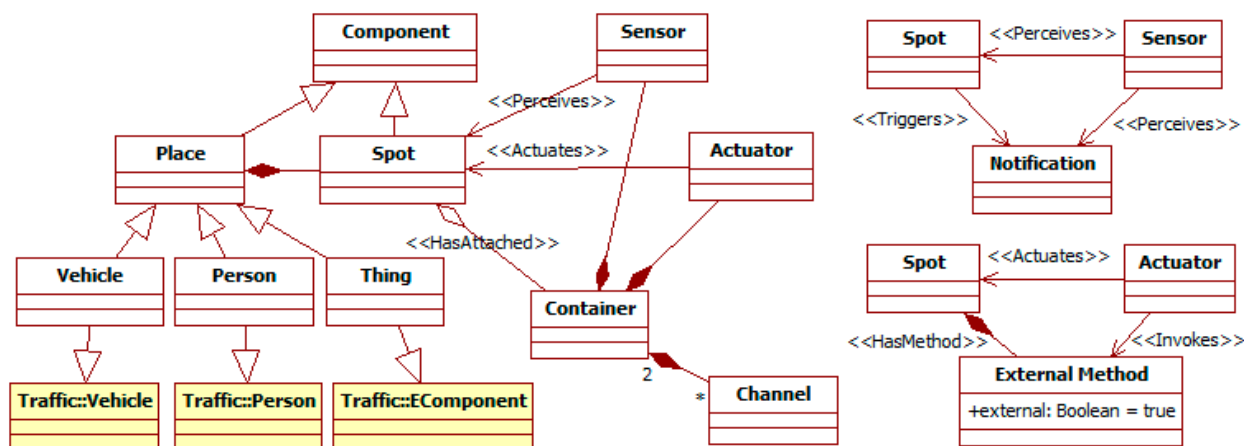 Component
Sensor
<<Perceives>>
Place
Spot
<<Actuates>>
Actuator
<<HasAttached>>
Vehicle
Person
Thing
Container
2
*
Channel
Traffic::Vehicle
Traffic::Person
Traffic::EComponent
Spot
<<Perceives>>
Sensor
<<Triggers>>
<<Perceives>>
Notification
Spot
<<Actuates>>
Actuator
<<HasMethod>>
<<Invokes>>
External Method
+external: Boolean = true